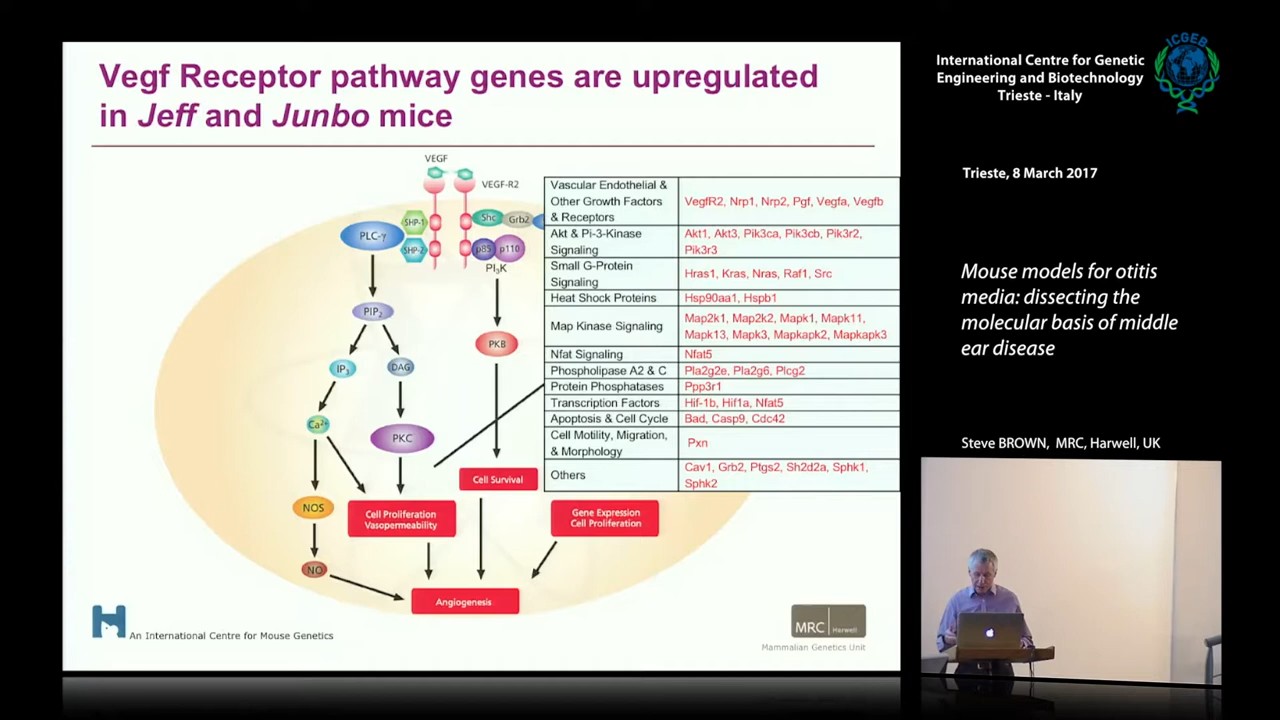 Vegf Receptor pathway genes are upregulated
in Jeff and Junbo mice
VEGF
VEGF-R2
SHP-1
SHP-2
Shc
Grb2
PLC-γ
p85
p110
PI3K
PIP2
IP3
DAG
PKB
Ca2+
PKC
NOS
NO
Cell Survival
Cell Proliferation
Vasopermeability
Gene Expression
Cell Proliferation
Angiogenesis
Vascular Endothelial &
Other Growth Factors
& Receptors
VegfR2, Nrp1, Nrp2, Pgf, Vegfa, Vegfb
Akt & Pi-3-Kinase
Signaling
Akt1, Akt3, Pik3ca, Pik3cb, Pik3r2,
Pik3r3
Small G-Protein
Signaling
Hras1, Kras, Nras, Raf1, Src
Heat Shock Proteins
Hsp90aa1, Hspb1
Map Kinase Signaling
Map2k1, Map2k2, Mapk1, Mapk11,
Mapk13, Mapk3, Mapkapk2, Mapkapk3
Nfat Signaling
Nfat5
Phospholipase A2 & C
Pla2g2e, Pla2g6, Plcg2
Protein Phosphatases
Ppp3r1
Transcription Factors
Hif-1b, Hif1a, Nfat5
Apoptosis & Cell Cycle
Bad, Casp9, Cdc42
Cell Motility, Migration,
& Morphology
Pxn
Others
Cav1, Grb2, Ptgs2, Sh2d2a, Sphk1,
Sphk2
An International Centre for Mouse Genetics
MRC Harwell
Mammalian Genetics Unit
International Centre for Genetic
Engineering and Biotechnology
Trieste - Italy
ICGEB
Trieste, 8 March 2017
Mouse models for otitis
media: dissecting the
molecular basis of middle
ear disease
Steve BROWN, MRC, Harwell, UK